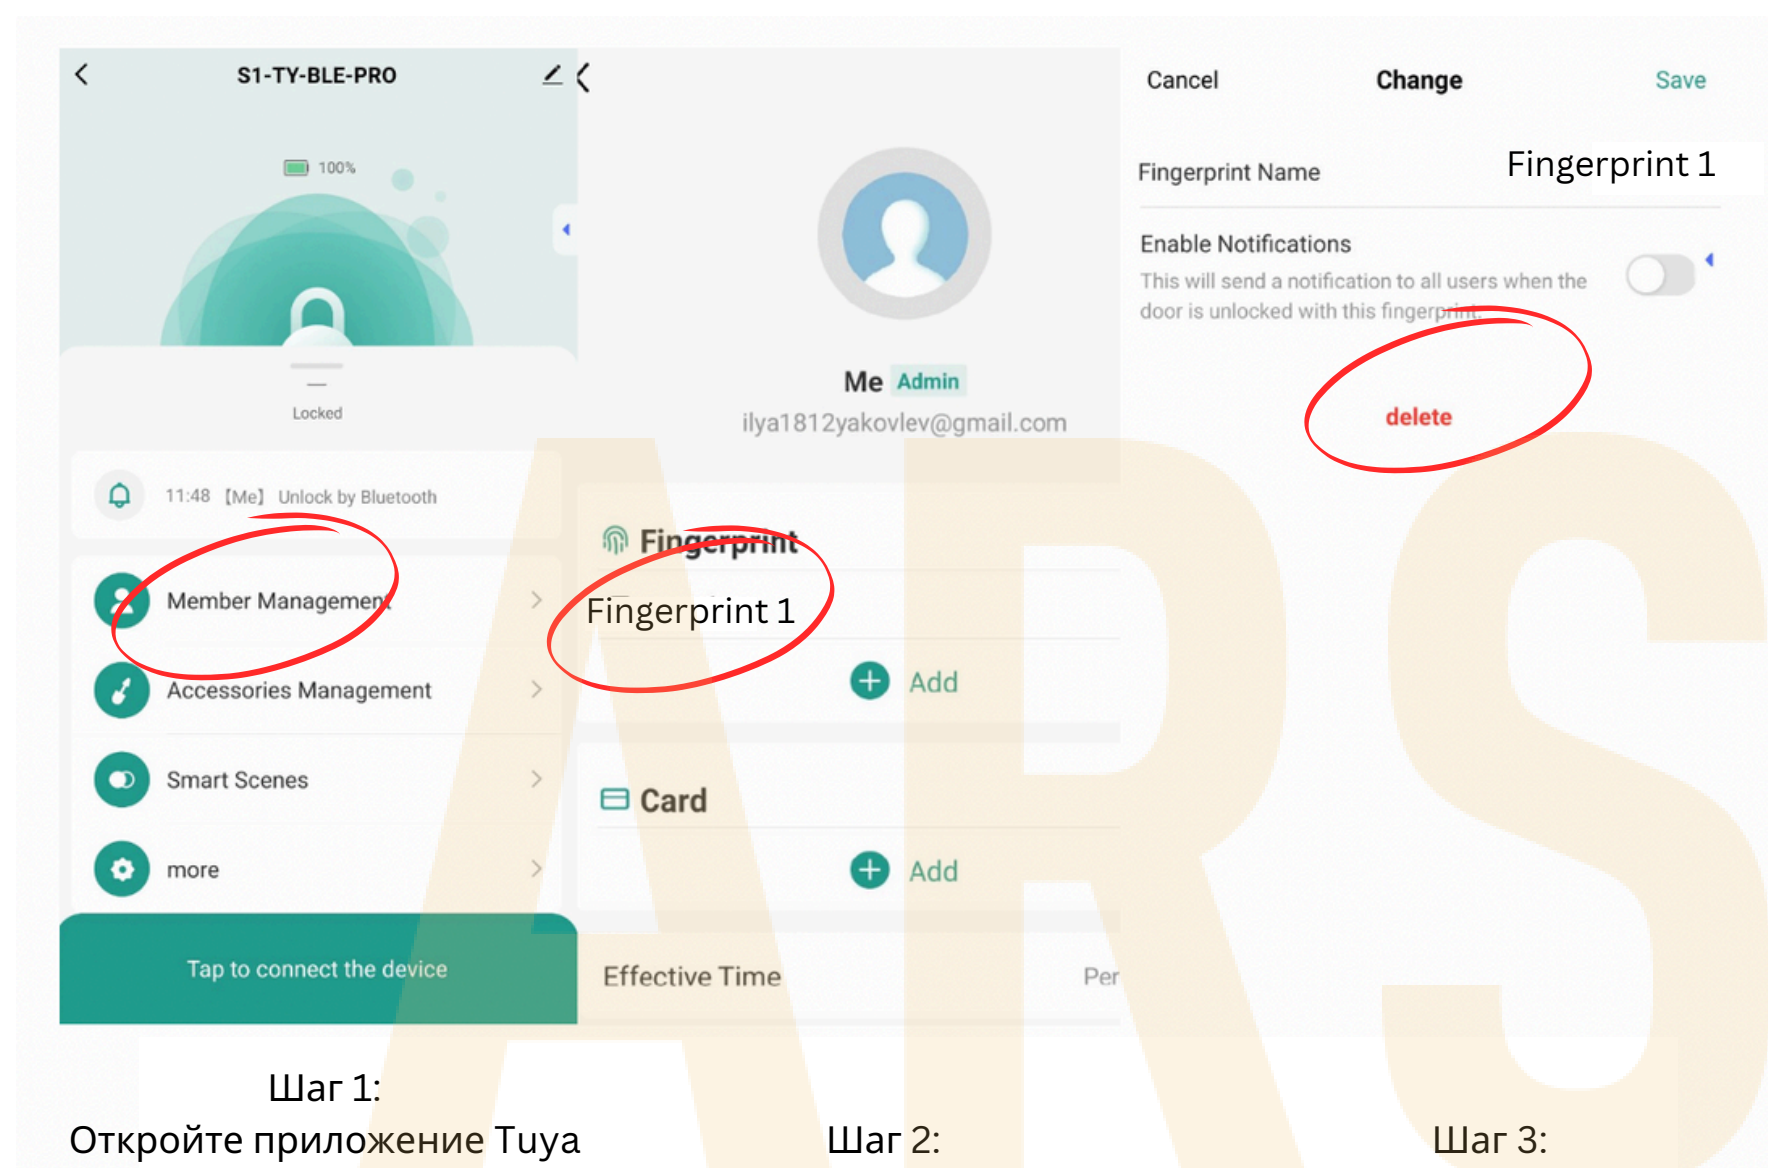 S1-TY-BLE-PRO
100%
Locked
11:48 【Me】 Unlock by Bluetooth
Member Management
Accessories Management
Smart Scenes
more
Tap to connect the device
Шаг 1:
Откройте приложение Tuya
Me Admin
ilya1812yakovlev@gmail.com
Fingerprint
Fingerprint 1
Add
Card
Add
Effective Time Per
Шаг 2:
Cancel Change Save
Fingerprint Name Fingerprint 1
Enable Notifications
This will send a notification to all users when the
door is unlocked with this fingerprint.
delete
Шаг 3:
ARS